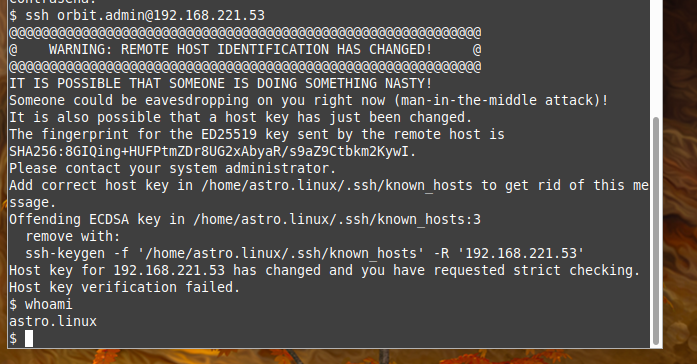 $ ssh orbit.admin@192.168.221.53
@@@@@@@@@@@@@@@@@@@@@@@@@@@@@@@@@@@@@@@@@@@@@@@@@@@@@@@@@@@
@    WARNING: REMOTE HOST IDENTIFICATION HAS CHANGED!     @
@@@@@@@@@@@@@@@@@@@@@@@@@@@@@@@@@@@@@@@@@@@@@@@@@@@@@@@@@@@
IT IS POSSIBLE THAT SOMEONE IS DOING SOMETHING NASTY!
Someone could be eavesdropping on you right now (man-in-the-middle attack)!
It is also possible that a host key has just been changed.
The fingerprint for the ED25519 key sent by the remote host is
SHA256:8GIQing+HUFPtmZDr8UG2xAbyaR/s9aZ9Ctbkm2KywI.
Please contact your system administrator.
Add correct host key in /home/astro.linux/.ssh/known_hosts to get rid of this me
ssage.
Offending ECDSA key in /home/astro.linux/.ssh/known_hosts:3
  remove with:
  ssh-keygen -f '/home/astro.linux/.ssh/known_hosts' -R '192.168.221.53'
Host key for 192.168.221.53 has changed and you have requested strict checking.
Host key verification failed.
$ whoami
astro.linux
$